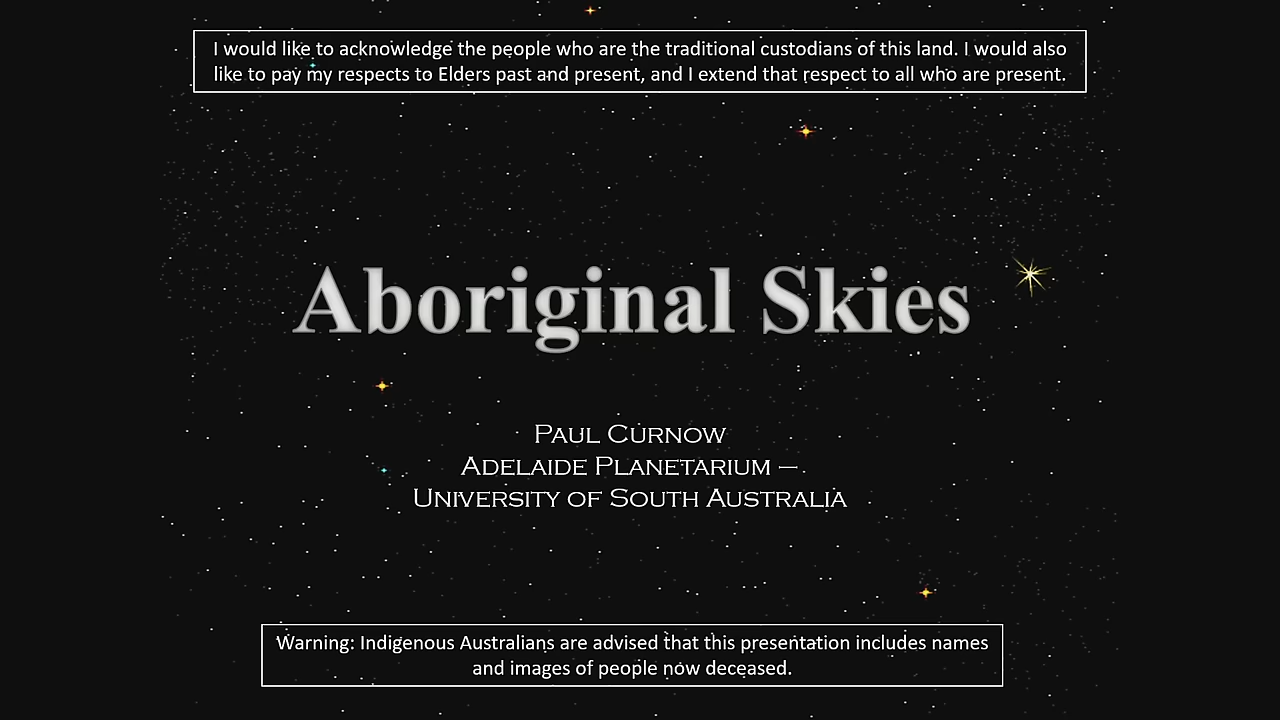 I would like to acknowledge the people who are the traditional custodians of this land. I would also
like to pay my respects to Elders past and present, and I extend that respect to all who are present.
Aboriginal Skies
Paul Curnow
Adelaide Planetarium –
University of South Australia
Warning: Indigenous Australians are advised that this presentation includes names
and images of people now deceased.